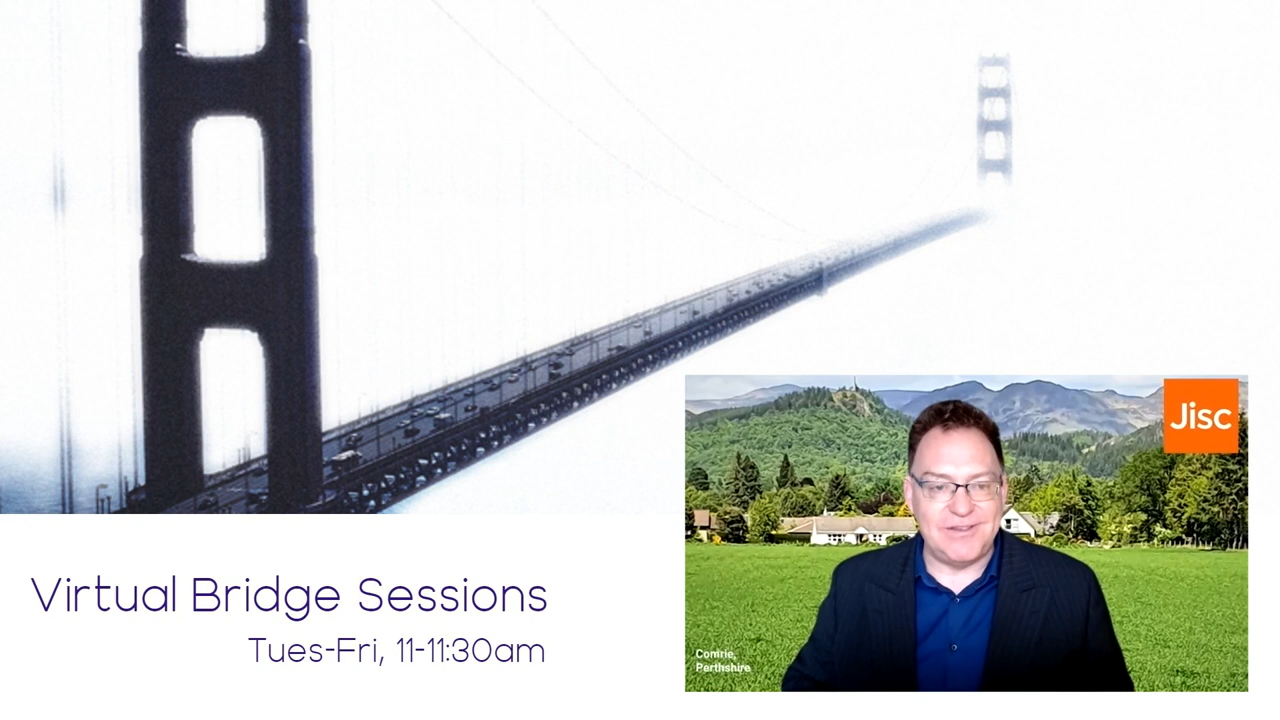 Jisc
Virtual Bridge Sessions
Tues-Fri, 11-11:30am
Comrie,
Perthshire